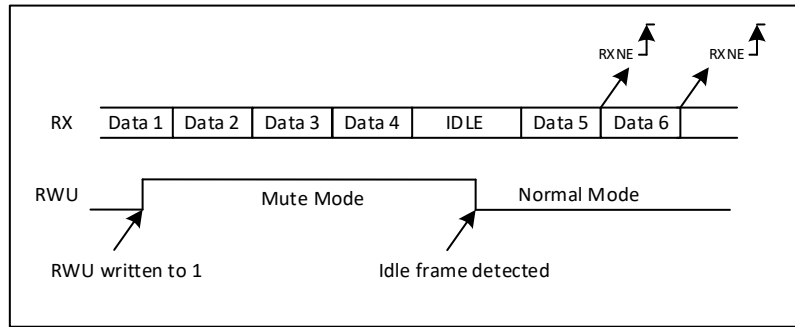 RXNE RXNE
RX Data 1 Data 2 Data 3 Data 4 IDLE Data 5 Data 6
RWU Mute Mode Normal Mode
RWU written to 1 Idle frame detected